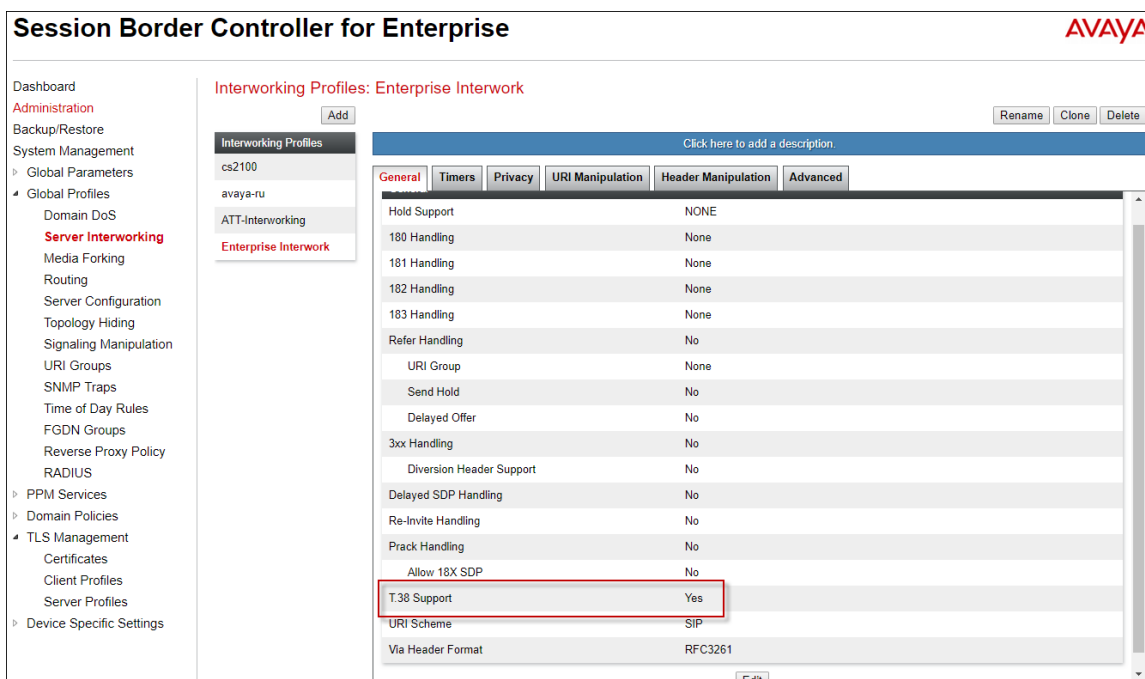 Session Border Controller for Enterprise
AVAYA
Dashboard
Administration
Backup/Restore
System Management
Global Parameters
Global Profiles
Domain DoS
Server Interworking
Media Forking
Routing
Server Configuration
Topology Hiding
Signaling Manipulation
URI Groups
SNMP Traps
Time of Day Rules
FGDN Groups
Reverse Proxy Policy
RADIUS
PPM Services
Domain Policies
TLS Management
Certificates
Client Profiles
Server Profiles
Device Specific Settings
Interworking Profiles: Enterprise Interwork
Add
Rename Clone Delete
Interworking Profiles
cs2100
avaya-ru
ATT-Interworking
Enterprise Interwork
Click here to add a description.
General Timers Privacy URI Manipulation Header Manipulation Advanced
Hold Support NONE
180 Handling None
181 Handling None
182 Handling None
183 Handling None
Refer Handling No
URI Group None
Send Hold No
Delayed Offer No
3xx Handling No
Diversion Header Support No
Delayed SDP Handling No
Re-Invite Handling No
Prack Handling No
Allow 18X SDP No
T.38 Support Yes
URI Scheme SIP
Via Header Format RFC3261
Edit